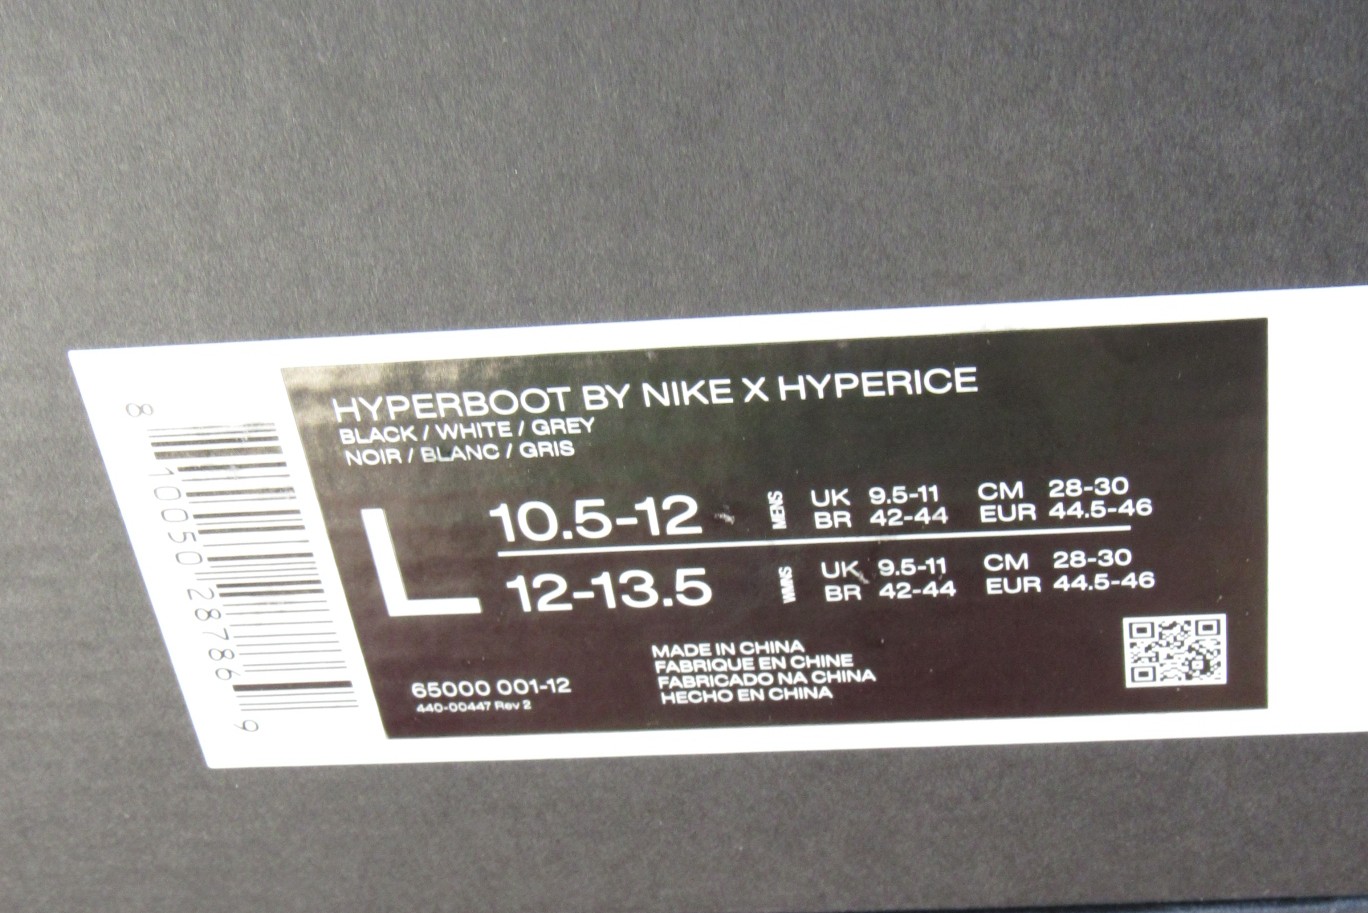 HYPERBOOT BY NIKE X HYPERICE
BLACK / WHITE / GREY
NOIR / BLANC / GRIS
L
10.5-12 MENS UK 9.5-11 CM 28-30
BR 42-44 EUR 44.5-46
12-13.5 WMNS UK 9.5-11 CM 28-30
BR 42-44 EUR 44.5-46
MADE IN CHINA
FABRIQUE EN CHINE
FABRICADO NA CHINA
HECHO EN CHINA
65000 001-12
440-00447 Rev 2
8 10050 28786 9